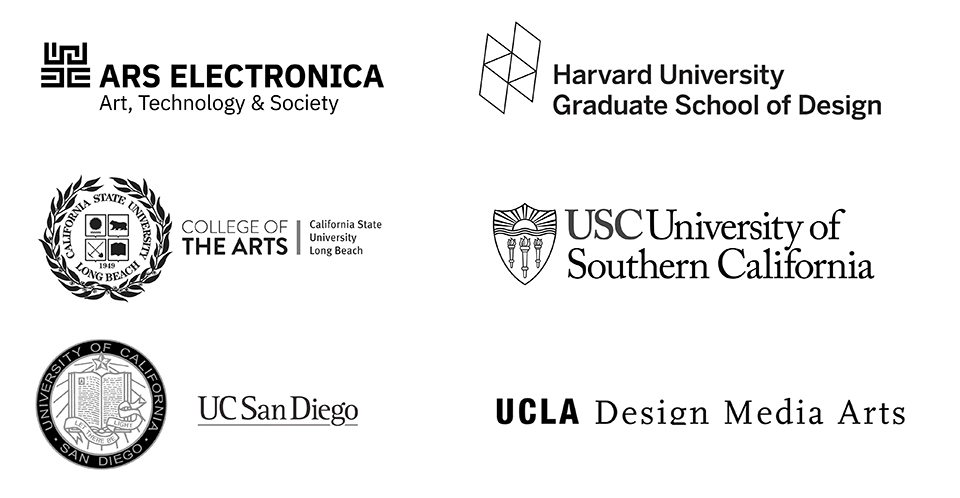 ARS ELECTRONICA
Art, Technology & Society
Harvard University
Graduate School of Design
CALIFORNIA STATE UNIVERSITY
LONG BEACH
1949
COLLEGE OF
THE ARTS
California State
University
Long Beach
USC University of
Southern California
UNIVERSITY OF CALIFORNIA
SAN DIEGO
LET THERE BE LIGHT
UC San Diego
UCLA Design Media Arts